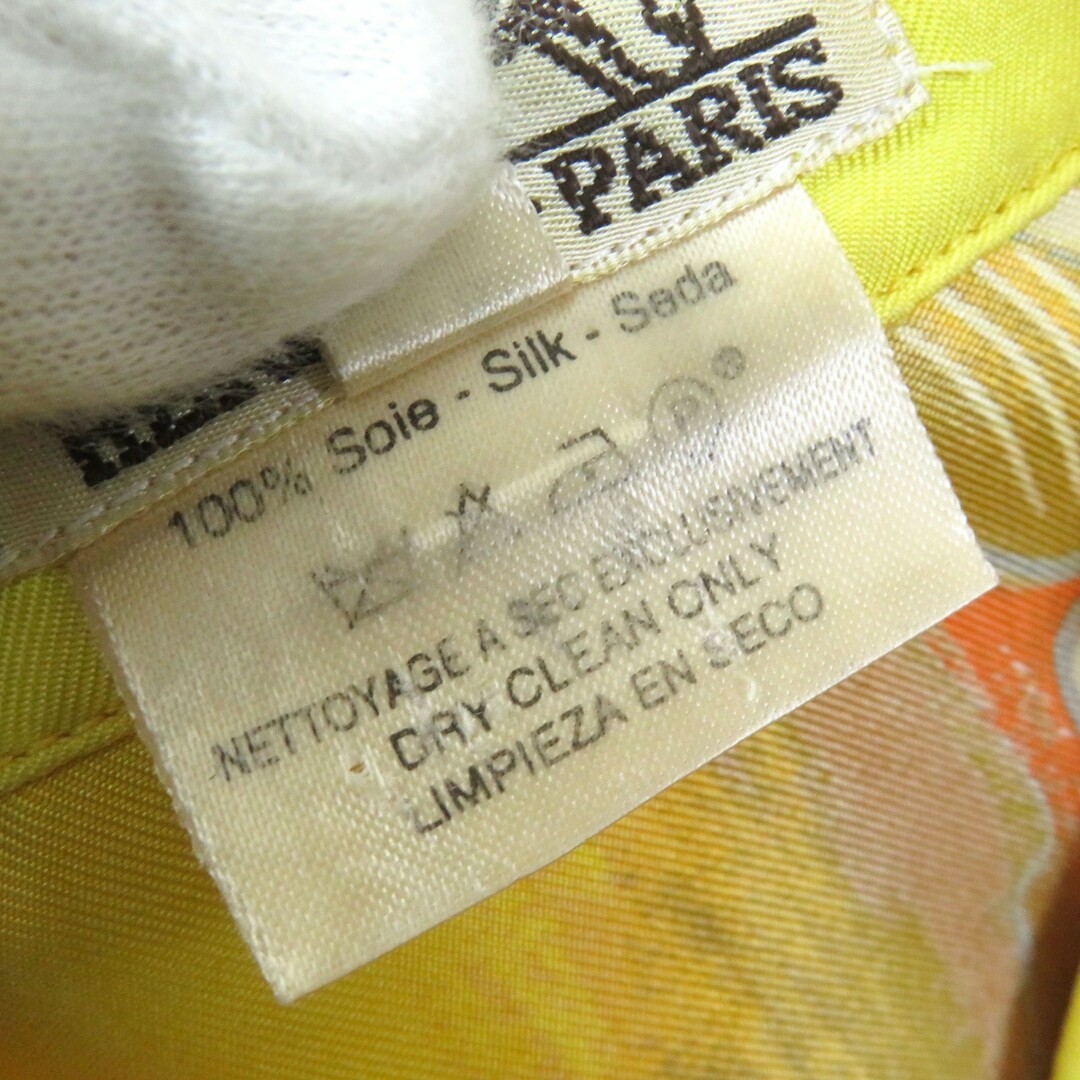 PARIS
100% Soie - Silk - Seda
P
NETTOYAGE A SEC EXCLUSIVEMENT
DRY CLEAN ONLY
LIMPIEZA EN SECO